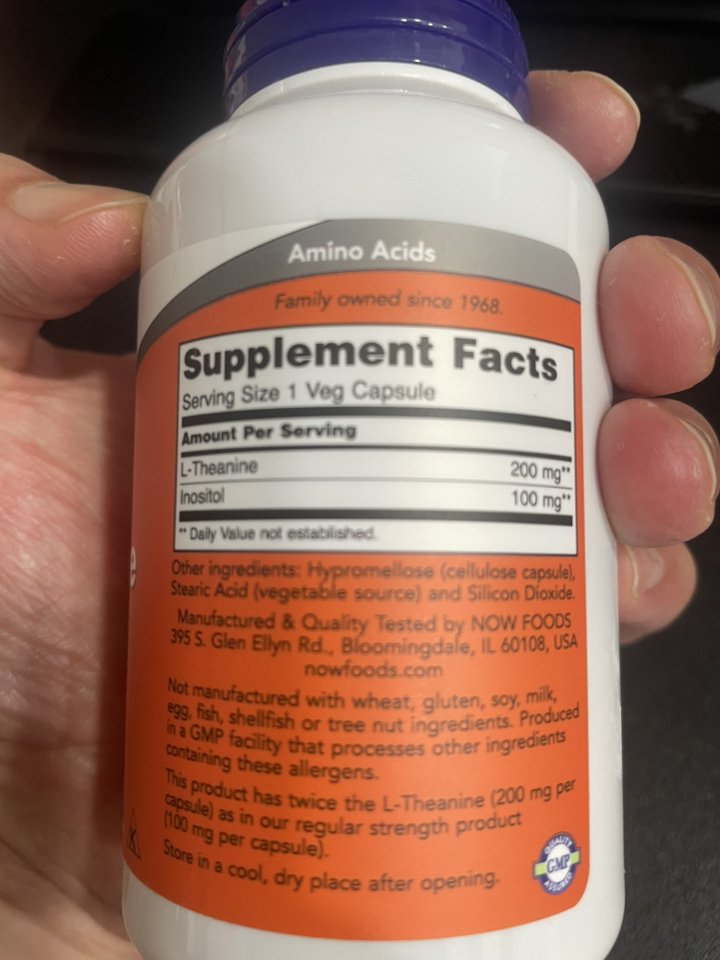 Amino Acids
Family owned since 1968.
Supplement Facts
Serving Size 1 Veg Capsule
Amount Per Serving
L-Theanine 200 mg**
Inositol 100 mg**
** Daily Value not established.
Other ingredients: Hypromellose (cellulose capsule),
Stearic Acid (vegetable source) and Silicon Dioxide.
Manufactured & Quality Tested by NOW FOODS
395 S. Glen Ellyn Rd., Bloomingdale, IL 60108, USA
nowfoods.com
Not manufactured with wheat, gluten, soy, milk,
egg, fish, shellfish or tree nut ingredients. Produced
in a GMP facility that processes other ingredients
containing these allergens.
This product has twice the L-Theanine (200 mg per
capsule) as in our regular strength product
(100 mg per capsule).
Store in a cool, dry place after opening.
QUALITY
GMP
ASSURED
e
K